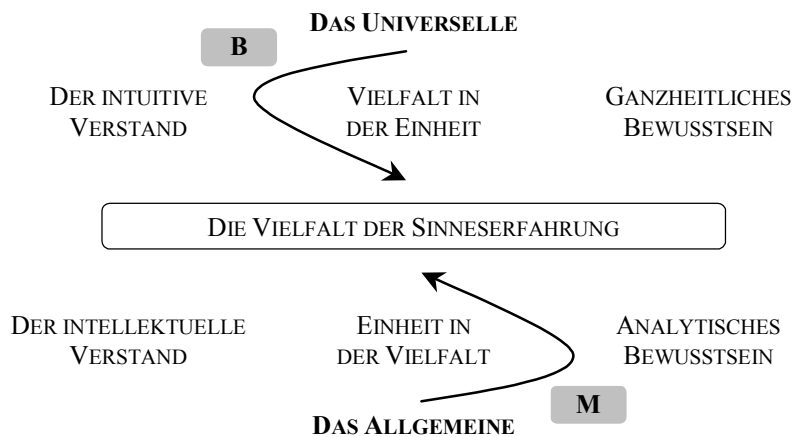 DAS UNIVERSELLE
B
DER INTUITIVE VIELFALT IN GANZHEITLICHES
VERSTAND DER EINHEIT BEWUSSTSEIN
DIE VIELFALT DER SINNESERFAHRUNG
DER INTELLEKTUELLE EINHEIT IN ANALYTISCHES
VERSTAND DER VIELFALT BEWUSSTSEIN
M
DAS ALLGEMEINE